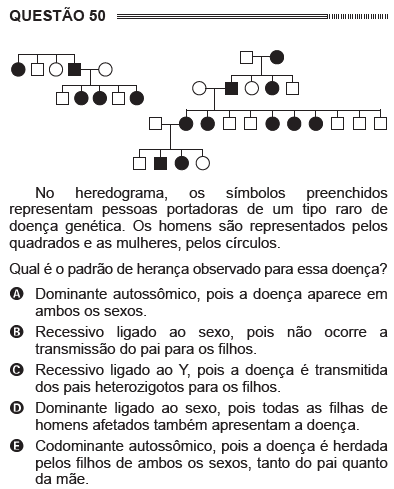 QUESTÃO 50
No heredograma, os símbolos preenchidos
representam pessoas portadoras de um tipo raro de
doença genética. Os homens são representados pelos
quadrados e as mulheres, pelos círculos.
Qual é o padrão de herança observado para essa doença?
A Dominante autossômico, pois a doença aparece em
ambos os sexos.
B Recessivo ligado ao sexo, pois não ocorre a
transmissão do pai para os filhos.
C Recessivo ligado ao Y, pois a doença é transmitida
dos pais heterozigotos para os filhos.
D Dominante ligado ao sexo, pois todas as filhas de
homens afetados também apresentam a doença.
E Codominante autossômico, pois a doença é herdada
pelos filhos de ambos os sexos, tanto do pai quanto
da mãe.